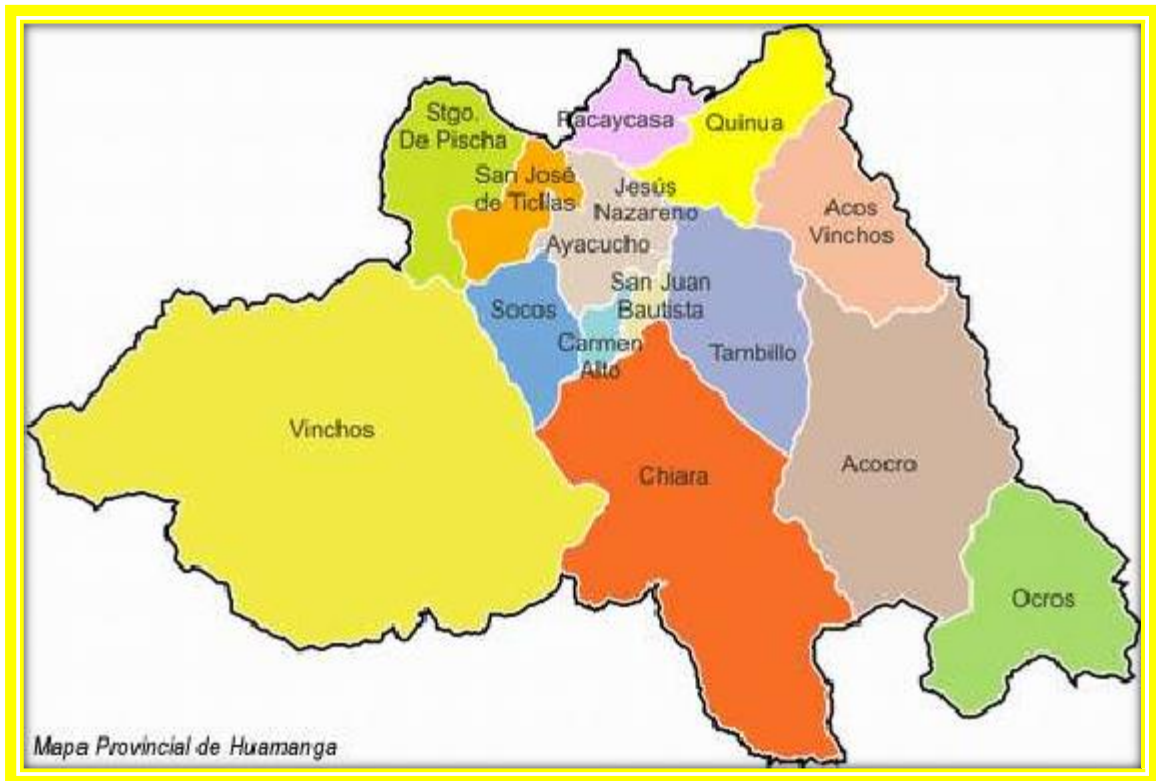 Stgo.
De Pischa
Pacaycasa
Quinua
San José
de Ticllas
Jesús
Nazareno
Acos
Vinchos
Ayacucho
San Juan
Bautista
Socos
Carmen
Alto
Tambillo
Vinchos
Acocro
Chiara
Ocros
Mapa Provincial de Huamanga